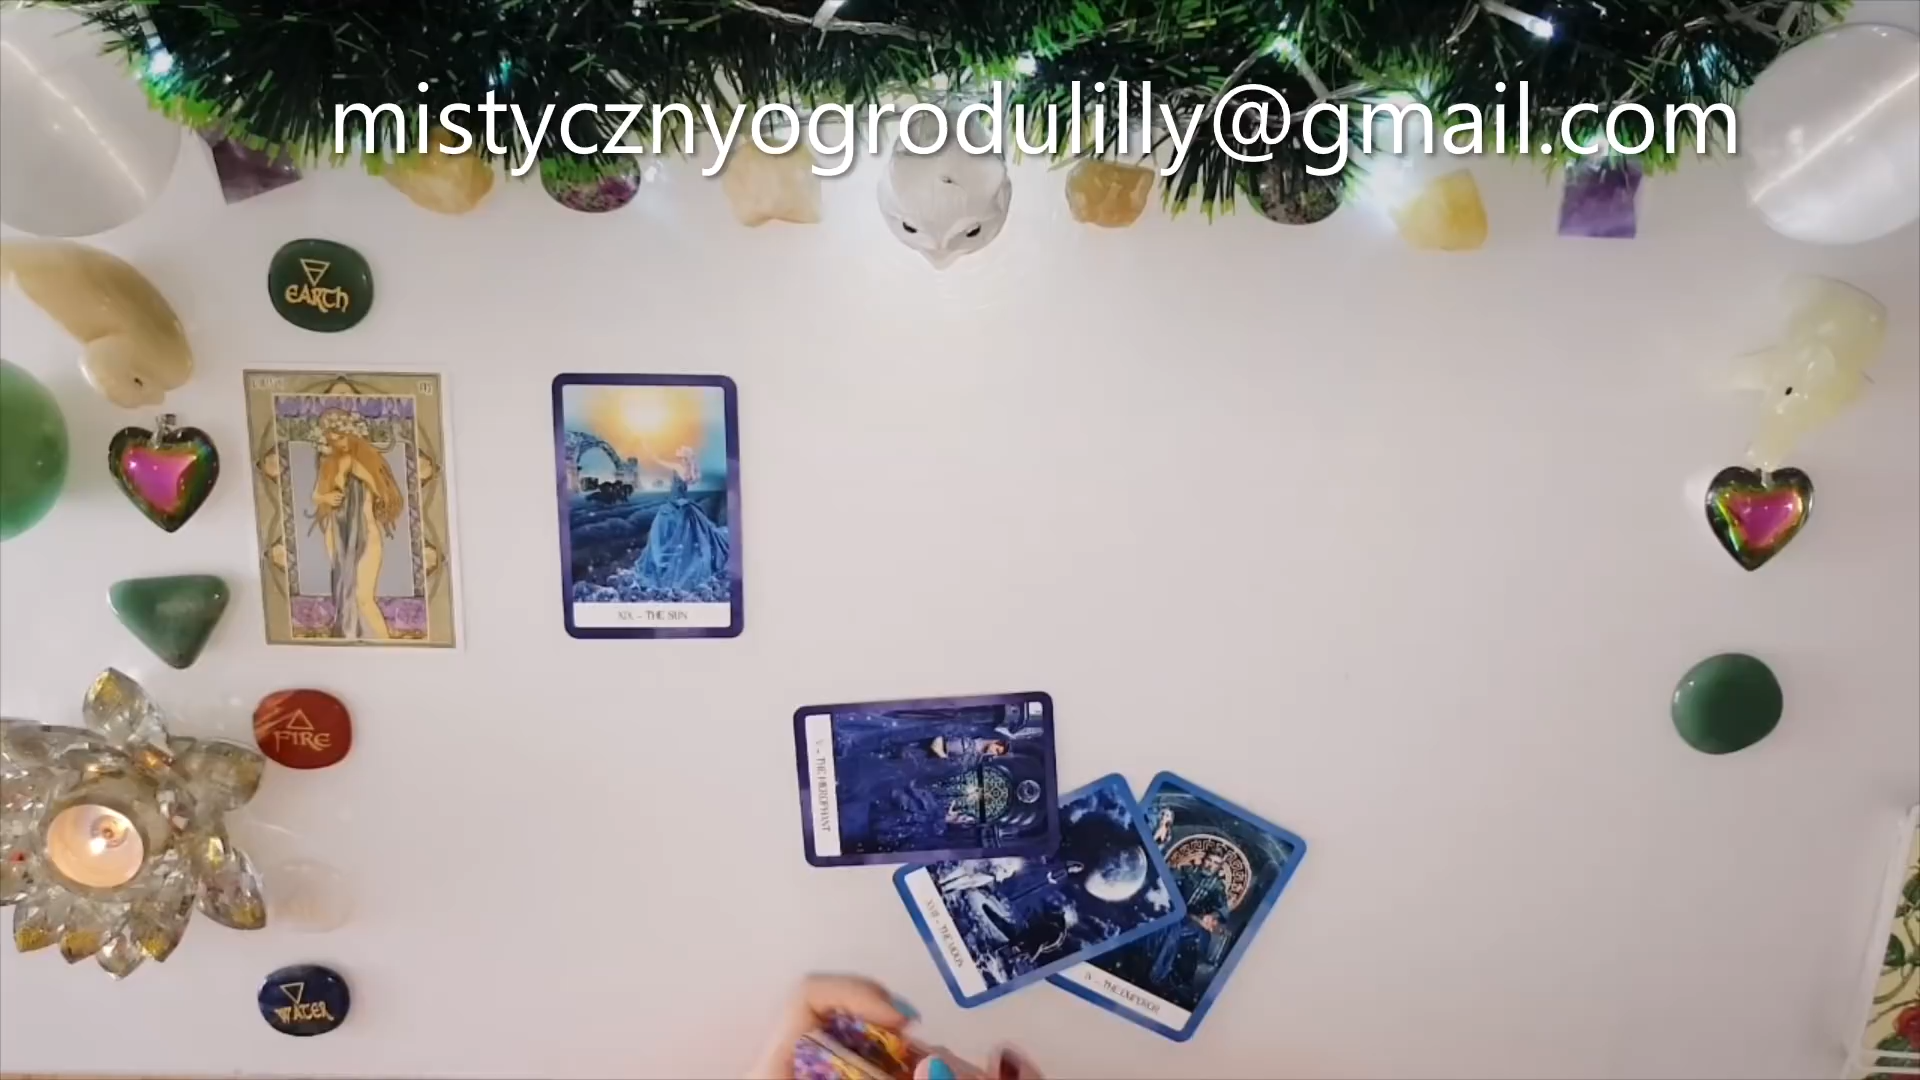 mistycznyogrodulilly@gmail.com
EARTH
XIX - THE SUN
FIRE
V - THE HIEROPHANT
XVIII - THE MOON
IV - THE EMPEROR
WATER